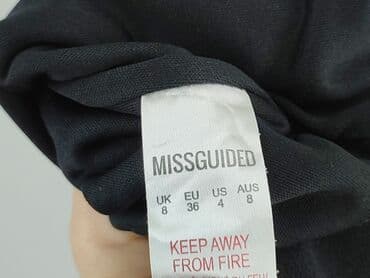 MISSGUIDED
UK EU US AUS
8 36 4 8
KEEP AWAY
FROM FIRE